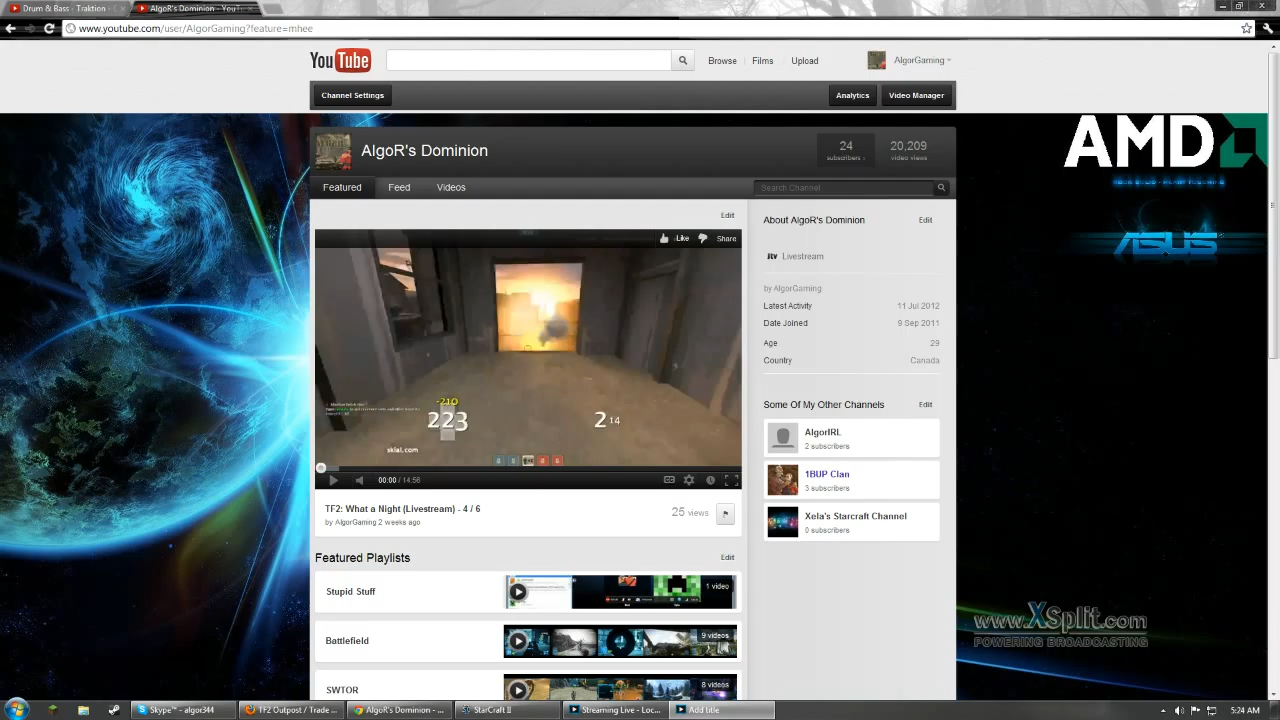 Drum & Bass - Traktion -
AlgoR's Dominion - YouT
www.youtube.com/user/AlgorGaming?feature=mhee
YouTube
Browse
Films
Upload
AlgorGaming
Channel Settings
Analytics
Video Manager
AlgoR's Dominion
24
subscribers
20,209
video views
Featured
Feed
Videos
Search Channel
AMD
ASUS
Edit
Like
Share
-210
223
2 14
skial.com
00:00 / 14:56
TF2: What a Night (Livestream) - 4 / 6
by AlgorGaming 2 weeks ago
25 views
Featured Playlists
Edit
Stupid Stuff
1 video
Battlefield
9 videos
SWTOR
8 videos
About AlgoR's Dominion
Edit
jtv Livestream
by AlgorGaming
Latest Activity 11 Jul 2012
Date Joined 9 Sep 2011
Age 29
Country Canada
Some Of My Other Channels
Edit
AlgorIRL
2 subscribers
1BUP Clan
3 subscribers
Xela's Starcraft Channel
0 subscribers
www.XSplit.com
POWERING BROADCASTING
Skype™ - algor344
TF2 Outpost / Trade ...
AlgoR's Dominion - ...
StarCraft II
Streaming Live - Loc...
Add title
5:24 AM